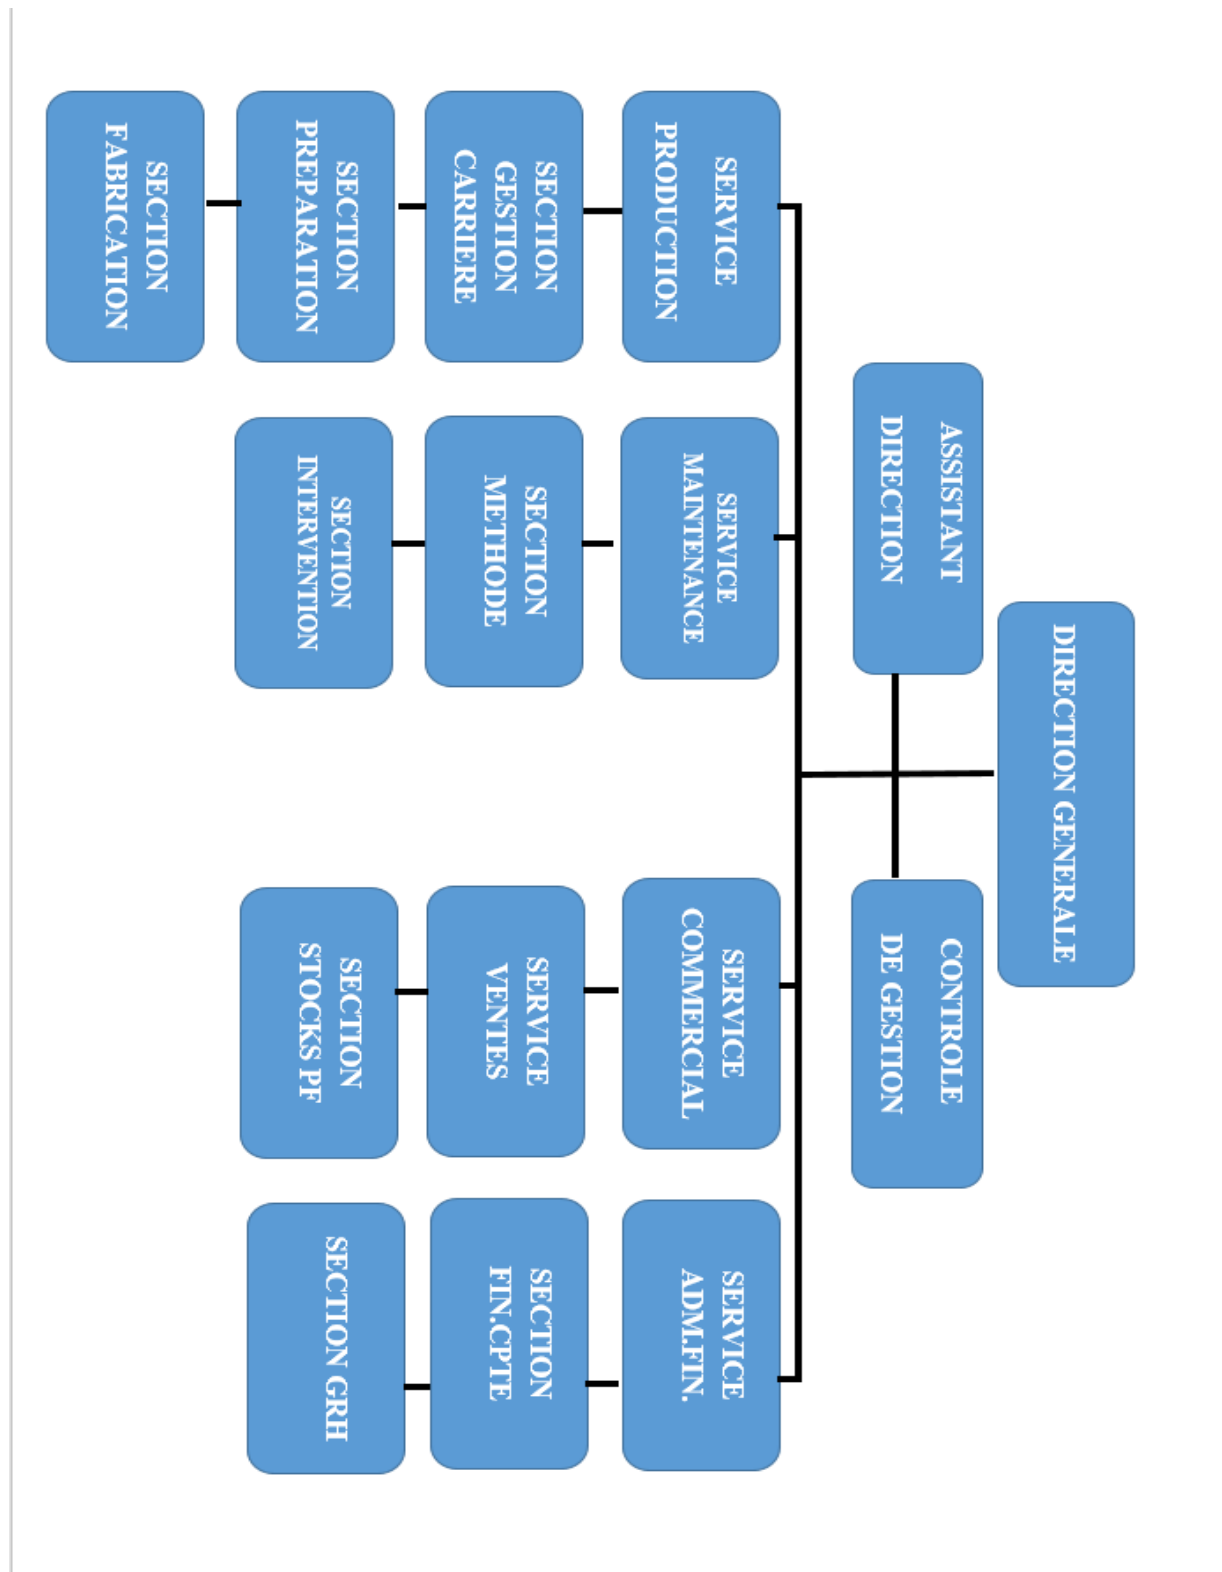 DIRECTION GENERALE
ASSISTANT
DIRECTION
CONTROLE
DE GESTION
SERVICE
PRODUCTION
SERVICE
MAINTENANCE
SERVICE
COMMERCIAL
SERVICE
ADM.FIN.
SECTION
GESTION
CARRIERE
SECTION
METHODE
SERVICE
VENTES
SECTION
FIN.CPTE
SECTION
PREPARATION
SECTION
INTERVENTION
SECTION
STOCKS PF
SECTION GRH
SECTION
FABRICATION